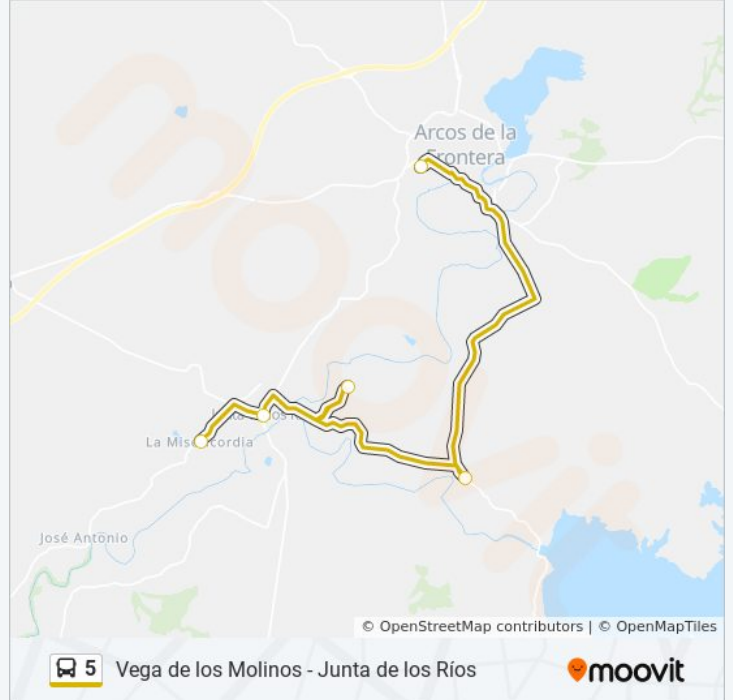 Arcos de la
Frontera
La Misericordia
José Antonio
© OpenStreetMap contributors | © OpenMapTiles
5 Vega de los Molinos - Junta de los Ríos
moovit